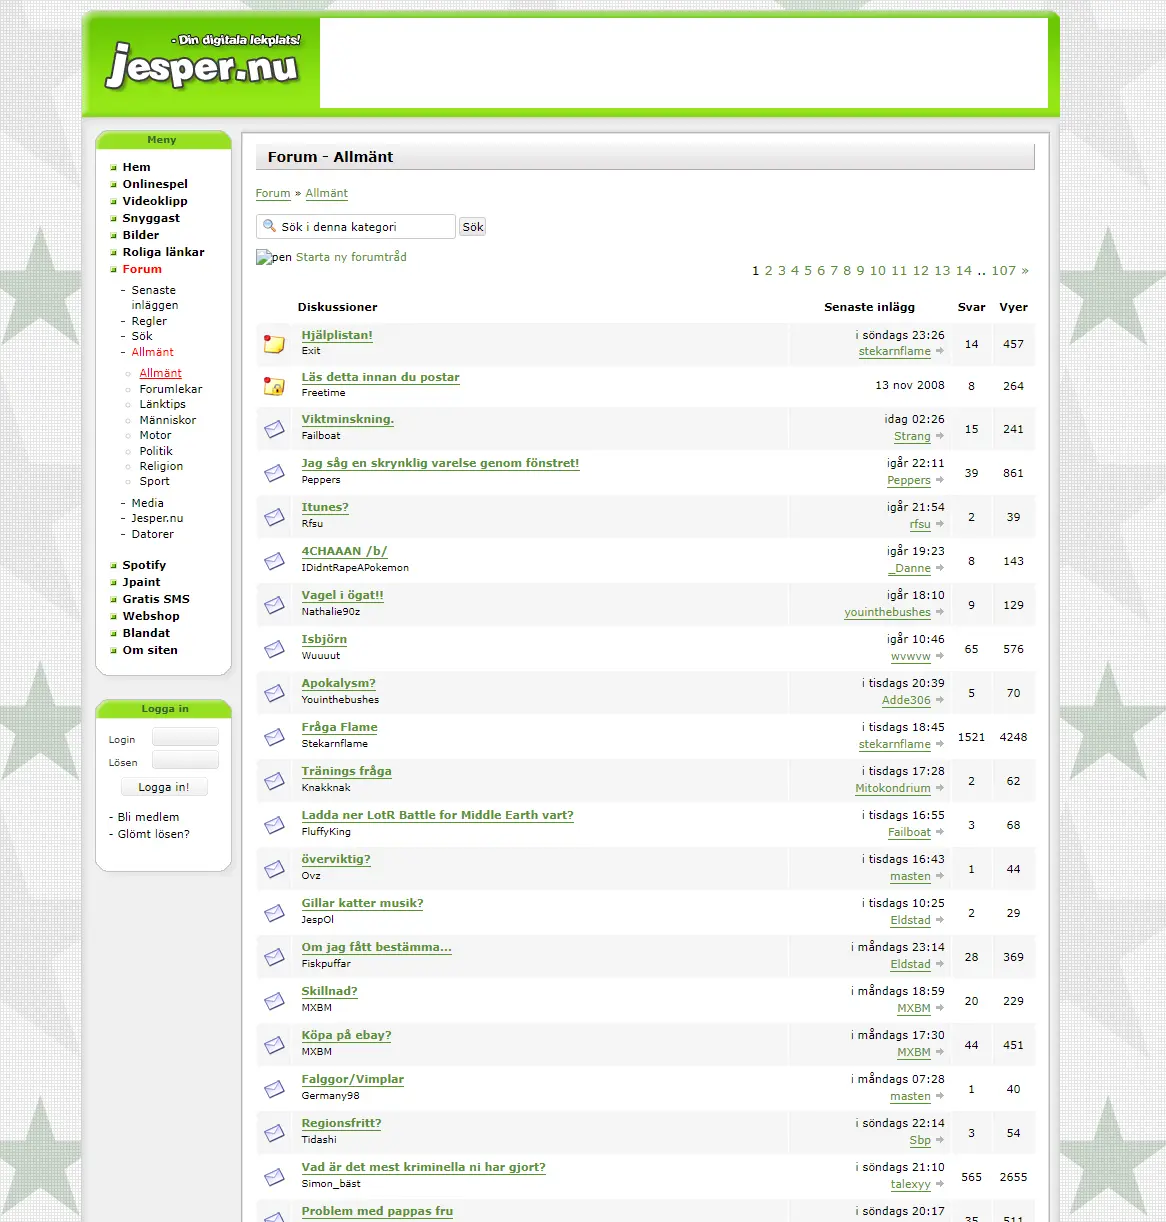 - Din digitala lekplats!
jesper.nu
Meny
Hem
Onlinespel
Videoklipp
Snyggast
Bilder
Roliga länkar
Forum
- Senaste
inläggen
- Regler
- Sök
- Allmänt
Allmänt
Forumlekar
Länktips
Människor
Motor
Politik
Religion
Sport
- Media
- Jesper.nu
- Datorer
Spotify
Jpaint
Gratis SMS
Webshop
Blandat
Om siten
Logga in
Login
Lösen
Logga in!
- Bli medlem
- Glömt lösen?
Forum - Allmänt
Forum » Allmänt
Sök i denna kategori Sök
pen Starta ny forumtråd
1 2 3 4 5 6 7 8 9 10 11 12 13 14 .. 107 »
Diskussioner Senaste inlägg Svar Vyer
Hjälplistan! i söndags 23:26
Exit stekarnflame 14 457
Läs detta innan du postar
Freetime 13 nov 2008 8 264
Viktminskning. idag 02:26
Failboat Strang 15 241
Jag såg en skrynklig varelse genom fönstret! igår 22:11
Peppers Peppers 39 861
Itunes? igår 21:54
Rfsu rfsu 2 39
4CHAAAN /b/ igår 19:23
IDidntRapeAPokemon _Danne 8 143
Vagel i ögat!! igår 18:10
Nathalie90z youinthebushes 9 129
Isbjörn igår 10:46
Wuuuut wvwvw 65 576
Apokalysm? i tisdags 20:39
Youinthebushes Adde306 5 70
Fråga Flame i tisdags 18:45
Stekarnflame stekarnflame 1521 4248
Tränings fråga i tisdags 17:28
Knakknak Mitokondrium 2 62
Ladda ner LotR Battle for Middle Earth vart? i tisdags 16:55
FluffyKing Failboat 3 68
överviktig? i tisdags 16:43
Ovz masten 1 44
Gillar katter musik? i tisdags 10:25
JespOl Eldstad 2 29
Om jag fått bestämma... i måndags 23:14
Fiskpuffar Eldstad 28 369
Skillnad? i måndags 18:59
MXBM MXBM 20 229
Köpa på ebay? i måndags 17:30
MXBM MXBM 44 451
Falggor/Vimplar i måndags 07:28
Germany98 masten 1 40
Regionsfritt? i söndags 22:14
Tidashi Sbp 3 54
Vad är det mest kriminella ni har gjort? i söndags 21:10
Simon_bäst talexyy 565 2655
Problem med pappas fru i söndags 20:17
35 511